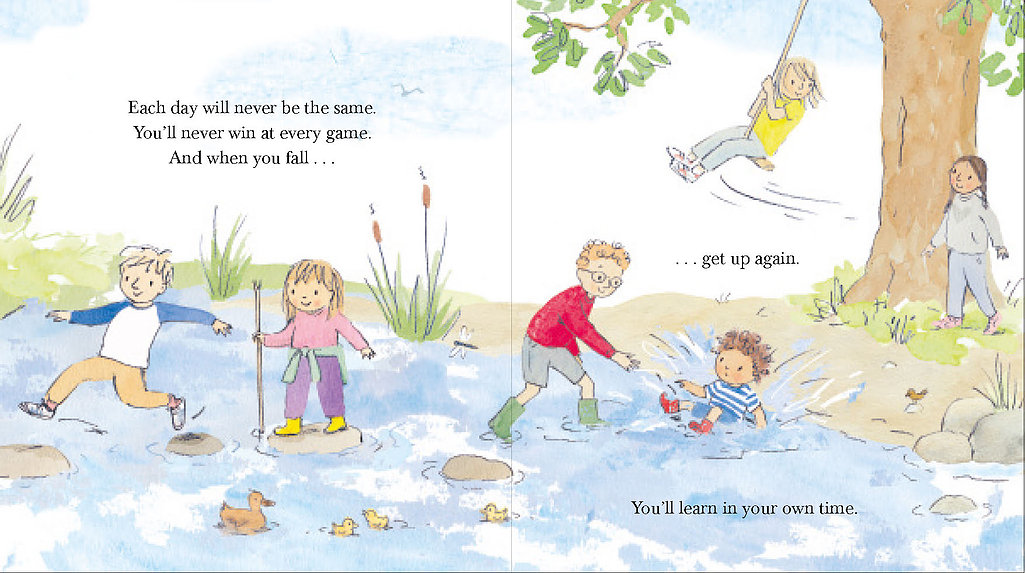 Each day will never be the same.
You’ll never win at every game.
And when you fall . . .
. . . get up again.
You’ll learn in your own time.